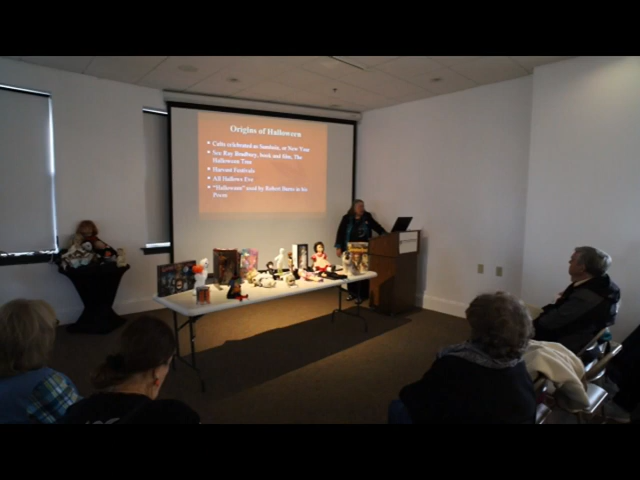 Origins of Halloween
• Celts celebrated as Samhain, or New Year
• See Ray Bradbury, book and film, The
Halloween Tree
• Harvest Festivals
• All Hallows Eve
• "Halloween" used by Robert Burns in his
Poem